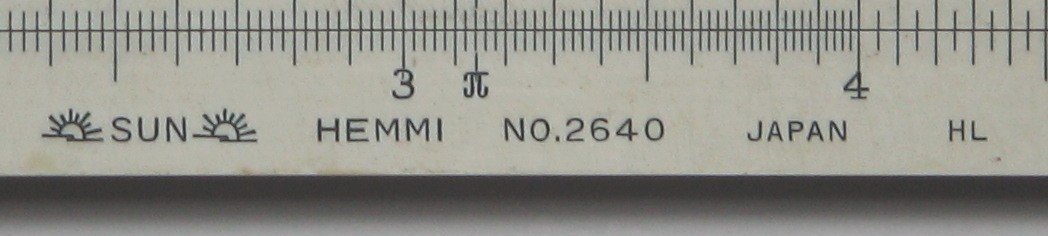 3 π 4
SUN HEMMI NO.2640 JAPAN HL